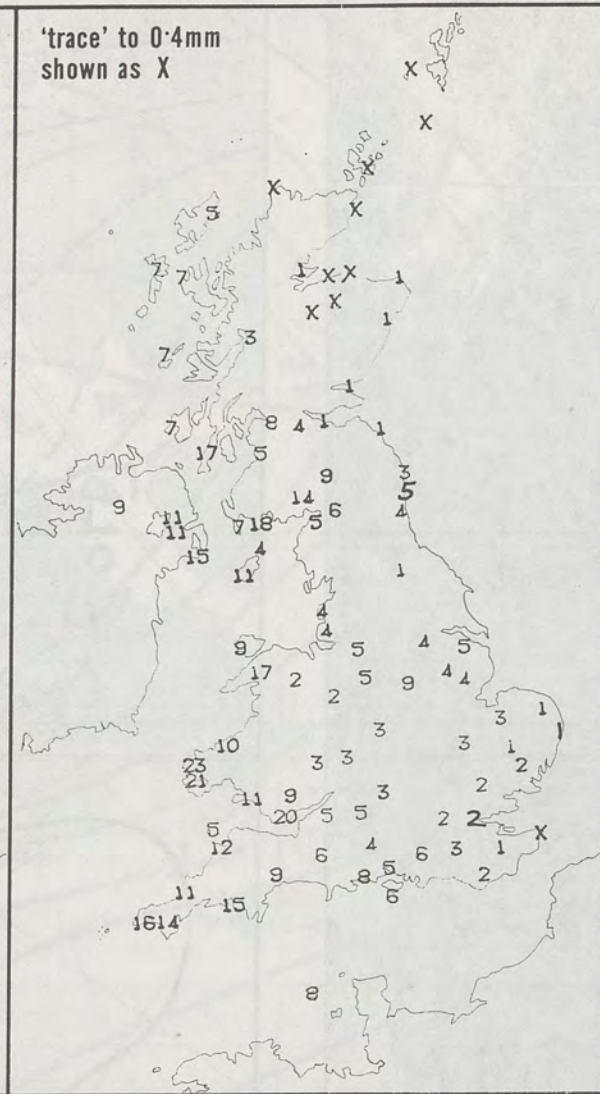 'trace' to 0·4mm
shown as X
X
X
X
X
X
5
7 7 1 X X 1
X X 1
3
7
1
7 8 4 1 1
17 5
9 3
5
14 6 4
9 11 7 18 5
11
15 4
11 1
4
4 4 5
9 5
17 2 5 9 4 4
2
3 1
3 3 1 1
10
23 3 3 2
21 11 9 3 2
20 5 5 2 2
5 X
12 6 4 6 3 1
9 8 5 2
11 15 6
16 14
8